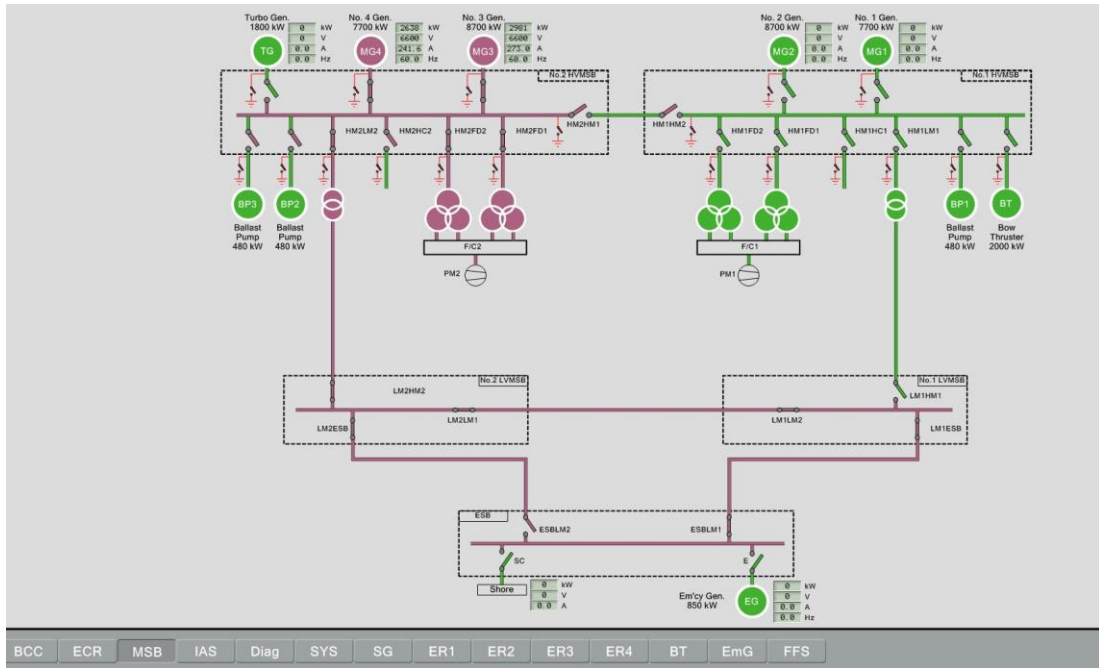 Turbo Gen.
1800 kW
0 kW
0 V
0.0 A
0.0 Hz
TG
No. 4 Gen.
7700 kW
2638 kW
6600 V
241.6 A
60.0 Hz
MG4
No. 3 Gen.
8700 kW
2981 kW
6600 V
273.0 A
60.0 Hz
MG3
No. 2 Gen.
8700 kW
0 kW
0 V
0.0 A
0.0 Hz
MG2
No. 1 Gen.
7700 kW
0 kW
0 V
0.0 A
0.0 Hz
MG1
No.2 HVMSB
No.1 HVMSB
HM2HM1
HM1HM2
HM2LM2
HM2HC2
HM2FD2
HM2FD1
HM1FD2
HM1FD1
HM1HC1
HM1LM1
BP3
BP2
BP1
BT
Ballast
Pump
480 kW
Ballast
Pump
480 kW
Ballast
Pump
480 kW
Bow
Thruster
2000 kW
F/C2
F/C1
PM2
PM1
No.2 LVMSB
No.1 LVMSB
LM2HM2
LM1HM1
LM2LM1
LM1LM2
LM2ESB
LM1ESB
ESB
ESBLM2
ESBLM1
SC
E
Shore
0 kW
0 V
0.0 A
Em'cy Gen.
850 kW
EG
0 kW
0 V
0.0 A
0.0 Hz
BCC ECR MSB IAS Diag SYS SG ER1 ER2 ER3 ER4 BT EmG FFS